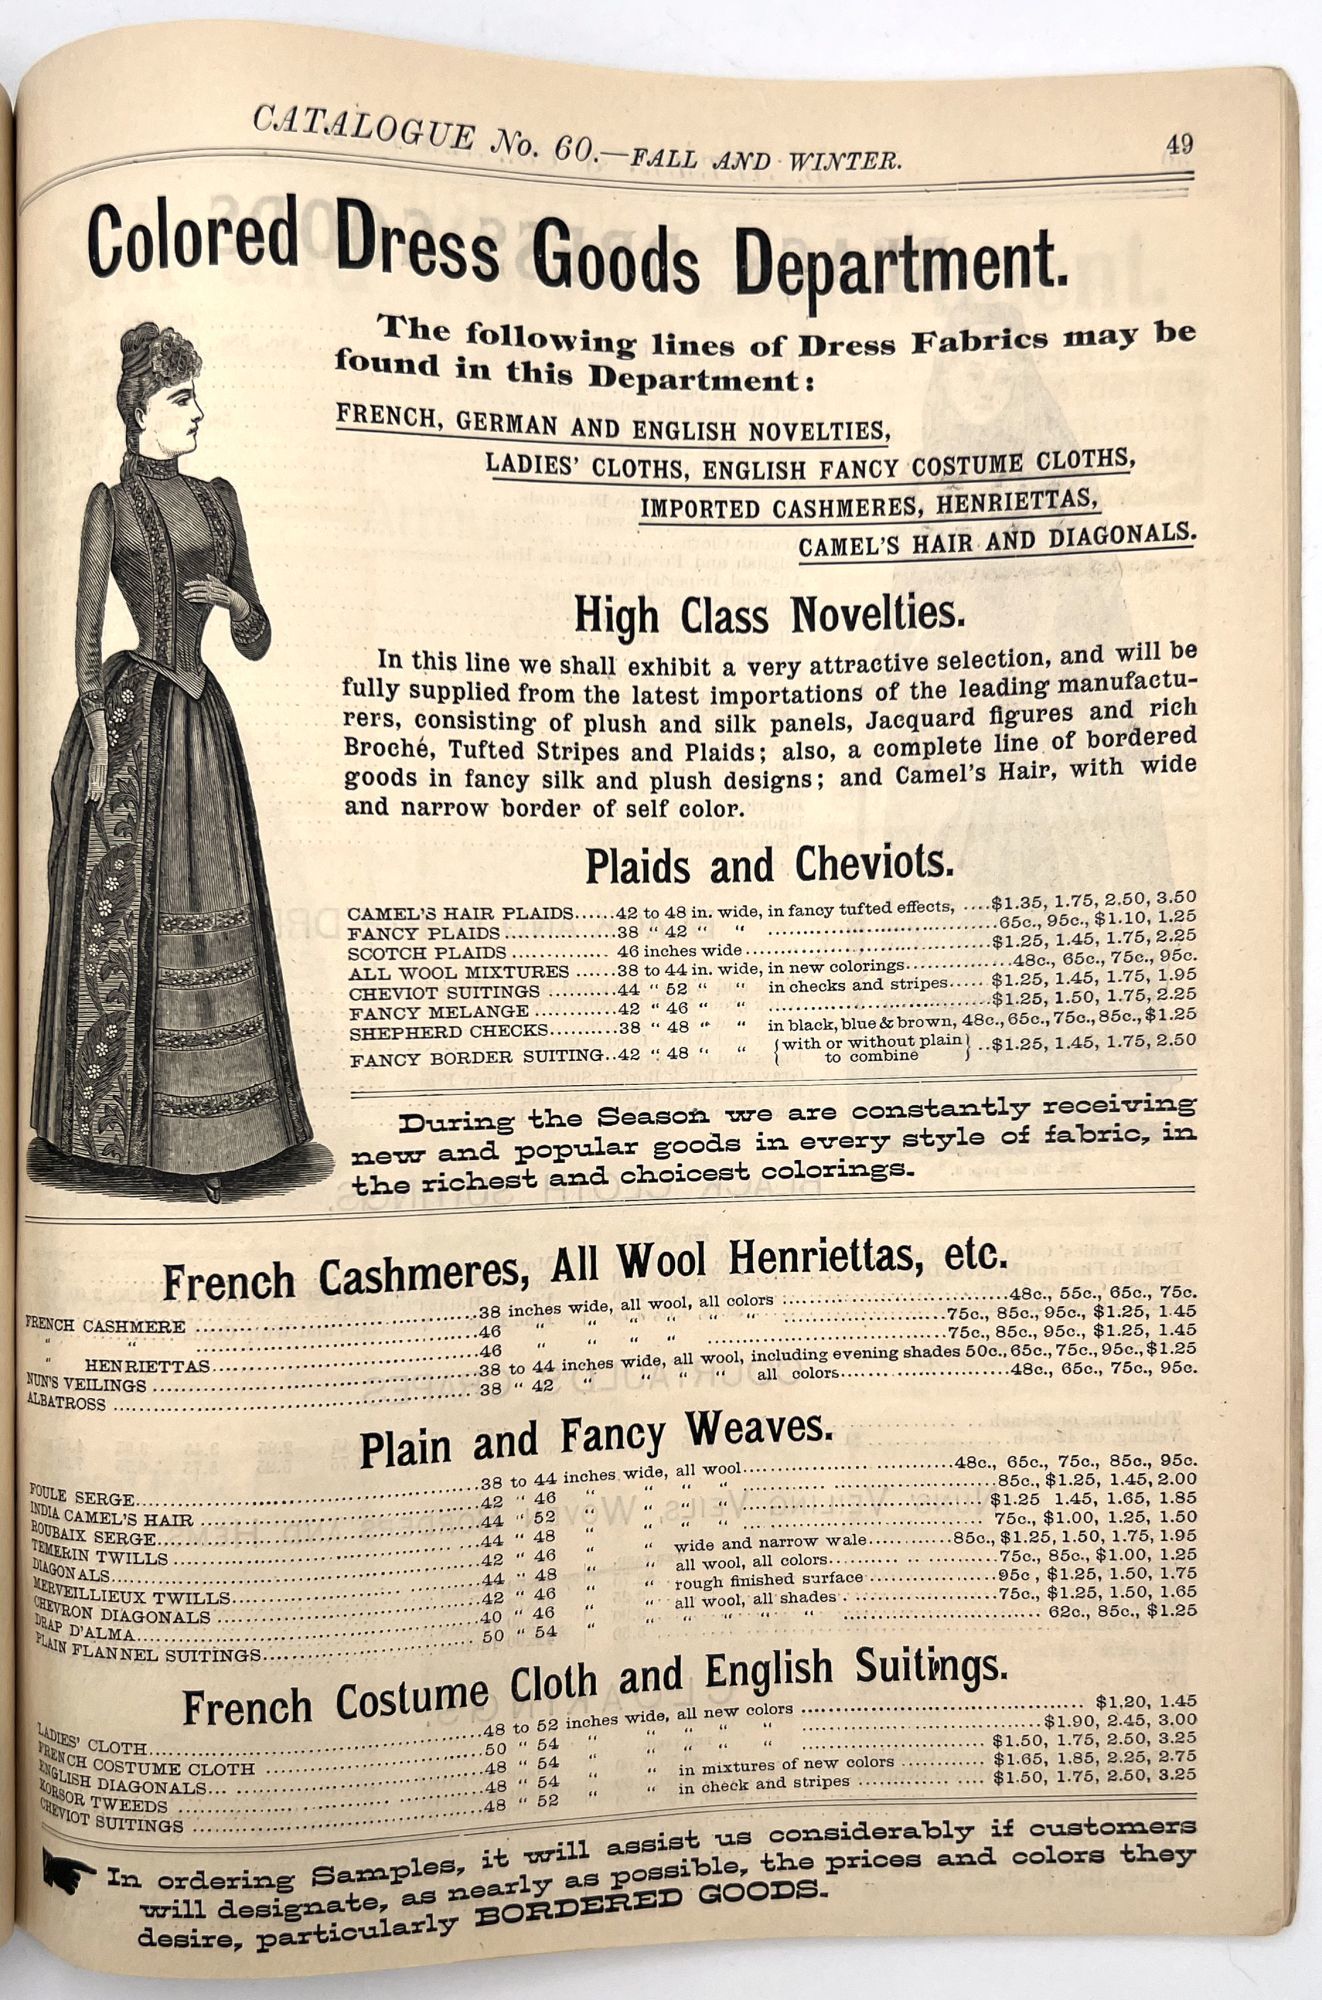 CATALOGUE No. 60.—FALL AND WINTER. 49
Colored Dress Goods Department.
The following lines of Dress Fabrics may be
found in this Department:
FRENCH, GERMAN AND ENGLISH NOVELTIES,
LADIES' CLOTHS, ENGLISH FANCY COSTUME CLOTHS,
IMPORTED CASHMERES, HENRIETTAS,
CAMEL'S HAIR AND DIAGONALS.
High Class Novelties.
In this line we shall exhibit a very attractive selection, and will be
fully supplied from the latest importations of the leading manufactu-
rers, consisting of plush and silk panels, Jacquard figures and rich
Broché, Tufted Stripes and Plaids; also, a complete line of bordered
goods in fancy silk and plush designs; and Camel's Hair, with wide
and narrow border of self color.
Plaids and Cheviots.
CAMEL'S HAIR PLAIDS......42 to 48 in. wide, in fancy tufted effects, ....$1.35, 1.75, 2.50, 3.50
FANCY PLAIDS..............38 " 42 " " ..............................65c., 95c., $1.10, 1.25
SCOTCH PLAIDS ............. 46 inches wide.................................$1.25, 1.45, 1.75, 2.25
ALL WOOL MIXTURES ......38 to 44 in. wide, in new colorings..............48c., 65c., 75c., 95c.
CHEVIOT SUITINGS ..........44 " 52 " " in checks and stripes......$1.25, 1.45, 1.75, 1.95
FANCY MELANGE ............42 " 46 " " ..............................$1.25, 1.50, 1.75, 2.25
SHEPHERD CHECKS..........38 " 48 " " in black, blue & brown, 48c., 65c., 75c., 85c., $1.25
FANCY BORDER SUITING..42 " 48 " " {with or without plain to combine} ..$1.25, 1.45, 1.75, 2.50
During the Season we are constantly receiving
new and popular goods in every style of fabric, in
the richest and choicest colorings.
French Cashmeres, All Wool Henriettas, etc.
FRENCH CASHMERE ..............................38 inches wide, all wool, all colors ..............................48c., 55c., 65c., 75c.
" " ..............................46 " " " " " " ..............................75c., 85c., 95c., $1.25, 1.45
" HENRIETTAS..............................46 " " " " " ..............................75c., 85c., 95c., $1.25, 1.45
NUN'S VEILINGS ..............................38 to 44 inches wide, all wool, including evening shades 50c., 65c., 75c., 95c., $1.25
ALBATROSS ..............................38 " 42 " " " " all colors....................48c., 65c., 75c., 95c.
Plain and Fancy Weaves.
FOULE SERGE..............................38 to 44 inches wide, all wool..............................48c., 65c., 75c., 85c., 95c.
INDIA CAMEL'S HAIR ..............................42 " 46 " " " " ..............................85c., $1.25, 1.45, 2.00
ROUBAIX SERGE..............................44 " 52 " " " " ..............................$1.25 1.45, 1.65, 1.85
TEMERIN TWILLS ..............................44 " 48 " " " " ..............................75c., $1.00, 1.25, 1.50
DIAGONALS..............................42 " 46 " " wide and narrow wale............85c., $1.25, 1.50, 1.75, 1.95
MERVEILLIEUX TWILLS..............................44 " 48 " " all wool, all colors....................75c., 85c., $1.00, 1.25
CHEVRON DIAGONALS ..............................42 " 46 " " rough finished surface ..................95c , $1.25, 1.50, 1.75
DRAP D'ALMA..............................40 " 46 " " all wool, all shades ....................75c., $1.25, 1.50, 1.65
PLAIN FLANNEL SUITINGS..............................50 " 54 " " " " " " .............................. 62c., 85c., $1.25
French Costume Cloth and English Suitings.
LADIES' CLOTH..............................48 to 52 inches wide, all new colors .............................. $1.20, 1.45
FRENCH COSTUME CLOTH ..............................50 " 54 " " " " " ..............................$1.90, 2.45, 3.00
ENGLISH DIAGONALS..............................48 " 54 " " " " " ..............................$1.50, 1.75, 2.50, 3.25
KORSOR TWEEDS ..............................48 " 54 " " in mixtures of new colors ............$1.65, 1.85, 2.25, 2.75
CHEVIOT SUITINGS ..............................48 " 52 " " in check and stripes .................. $1.50, 1.75, 2.50, 3.25
In ordering Samples, it will assist us considerably if customers
will designate, as nearly as possible, the prices and colors they
desire, particularly BORDERED GOODS.